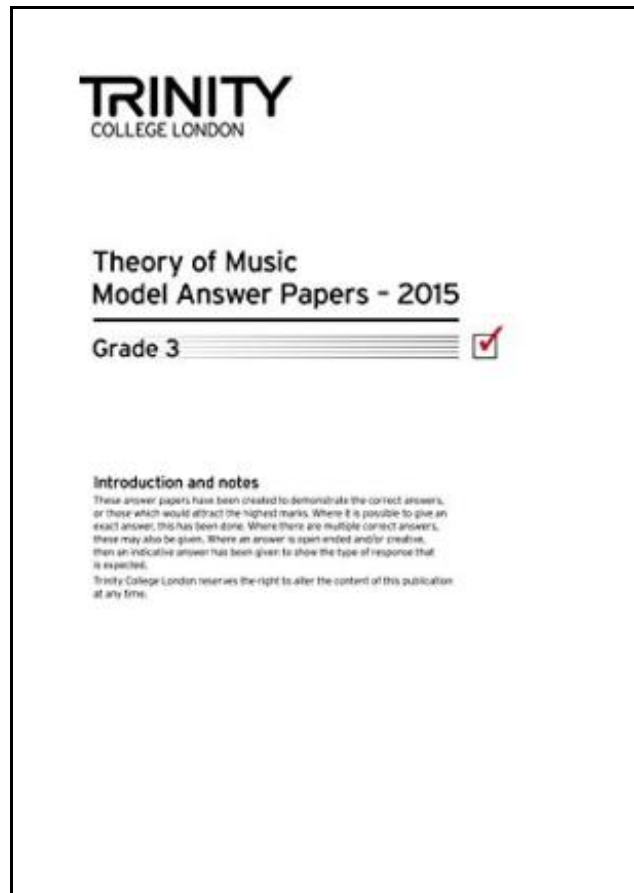 TRINITY
COLLEGE LONDON
Theory of Music
Model Answer Papers – 2015
Grade 3
Introduction and notes
These answer papers have been created to demonstrate the correct answers,
or those which would attract the highest marks. Where it is possible to give an
exact answer, this has been done. Where there are multiple correct answers,
these may also be given. Where an answer is open ended and/or creative,
then an indicative answer has been given to show the type of response that
is expected.
Trinity College London reserves the right to alter the content of this publication
at any time.